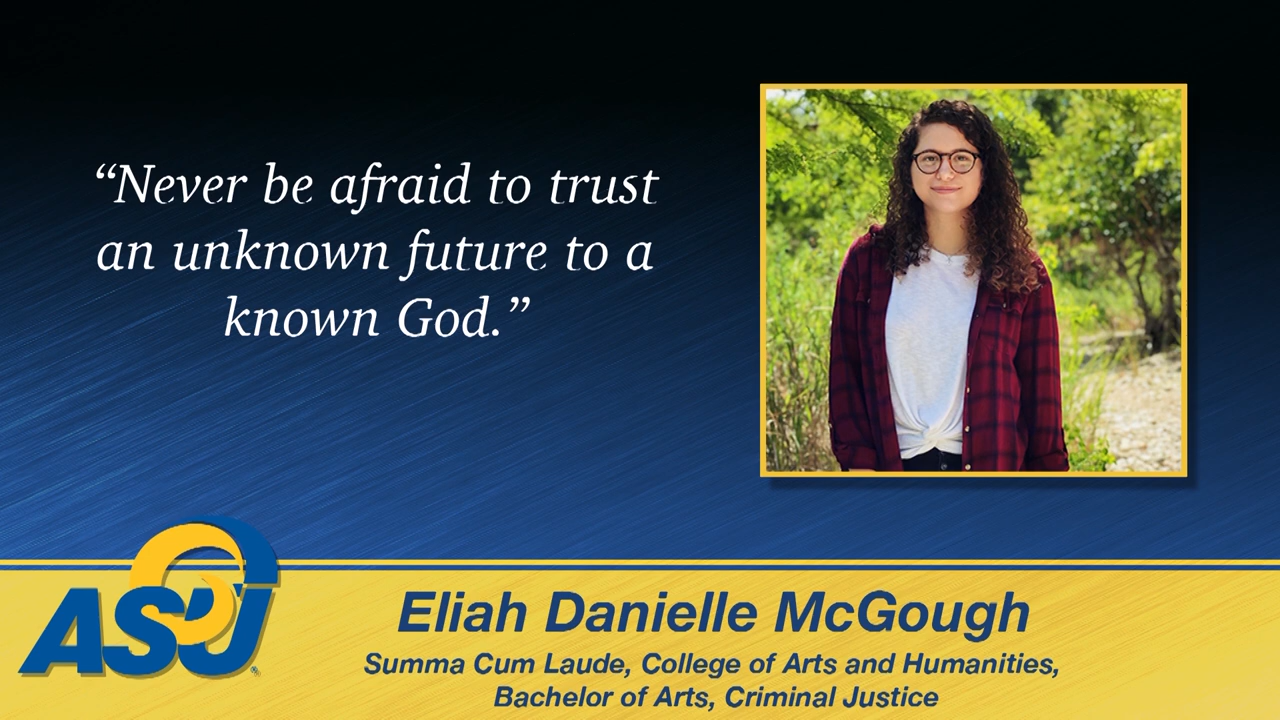 “Never be afraid to trust
an unknown future to a
known God.”
ASU
Eliah Danielle McGough
Summa Cum Laude, College of Arts and Humanities,
Bachelor of Arts, Criminal Justice